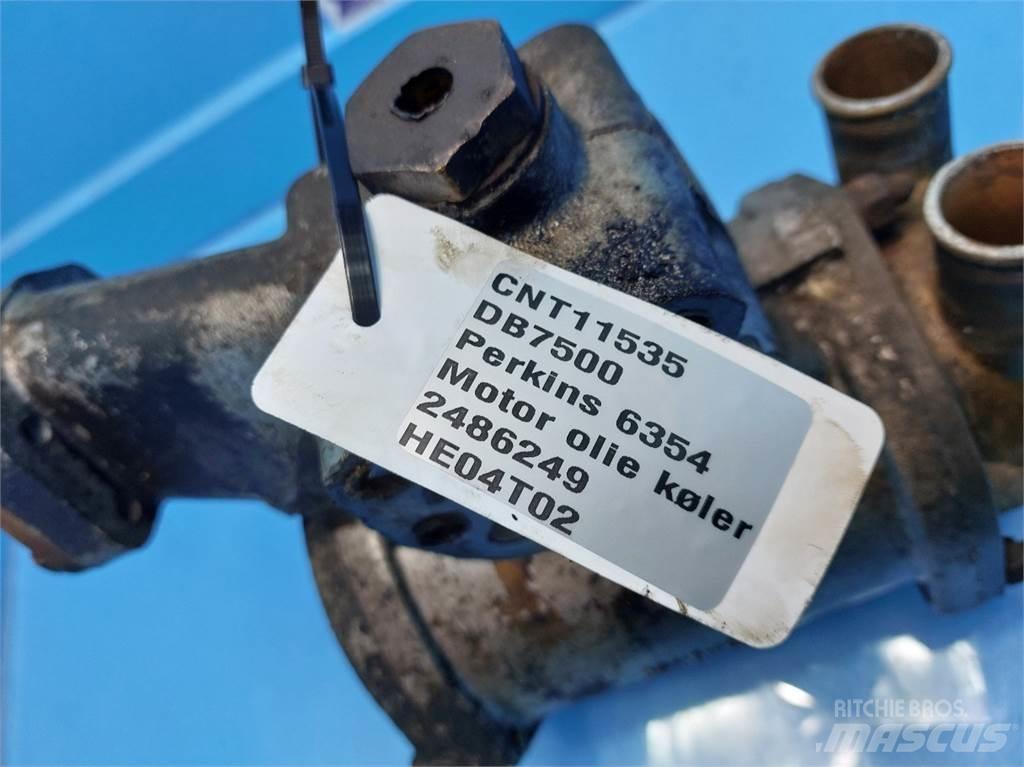 CNT11535
DB7500
Perkins 6354
Motor olie køler
2486249
HE04T02
RITCHIE BROS.
MASCUS